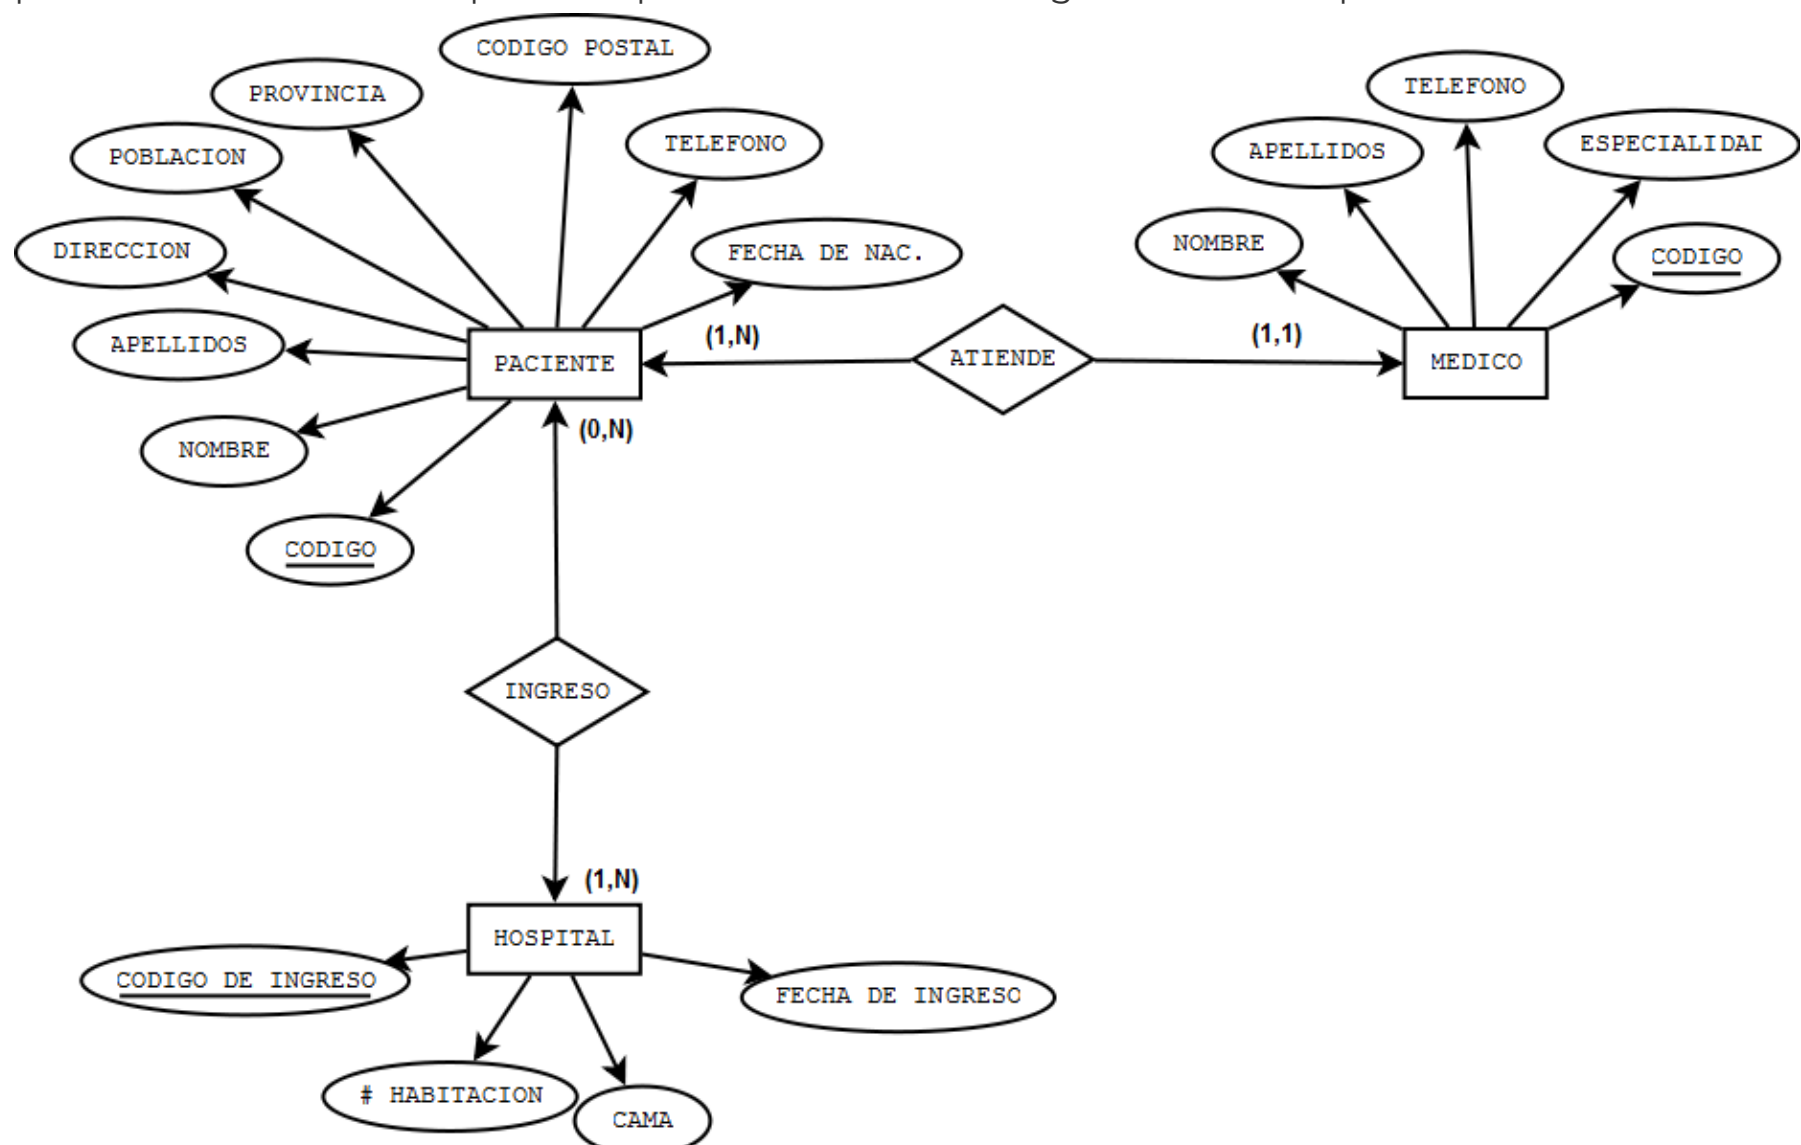 CODIGO POSTAL
PROVINCIA
TELEFONO
POBLACION
TELEFONO
ESPECIALIDAD
APELLIDOS
DIRECCION
FECHA DE NAC.
NOMBRE
CODIGO
(1,N)
(1,1)
APELLIDOS
PACIENTE
ATIENDE
MEDICO
(0,N)
NOMBRE
CODIGO
INGRESO
(1,N)
HOSPITAL
CODIGO DE INGRESO
FECHA DE INGRESO
# HABITACION
CAMA